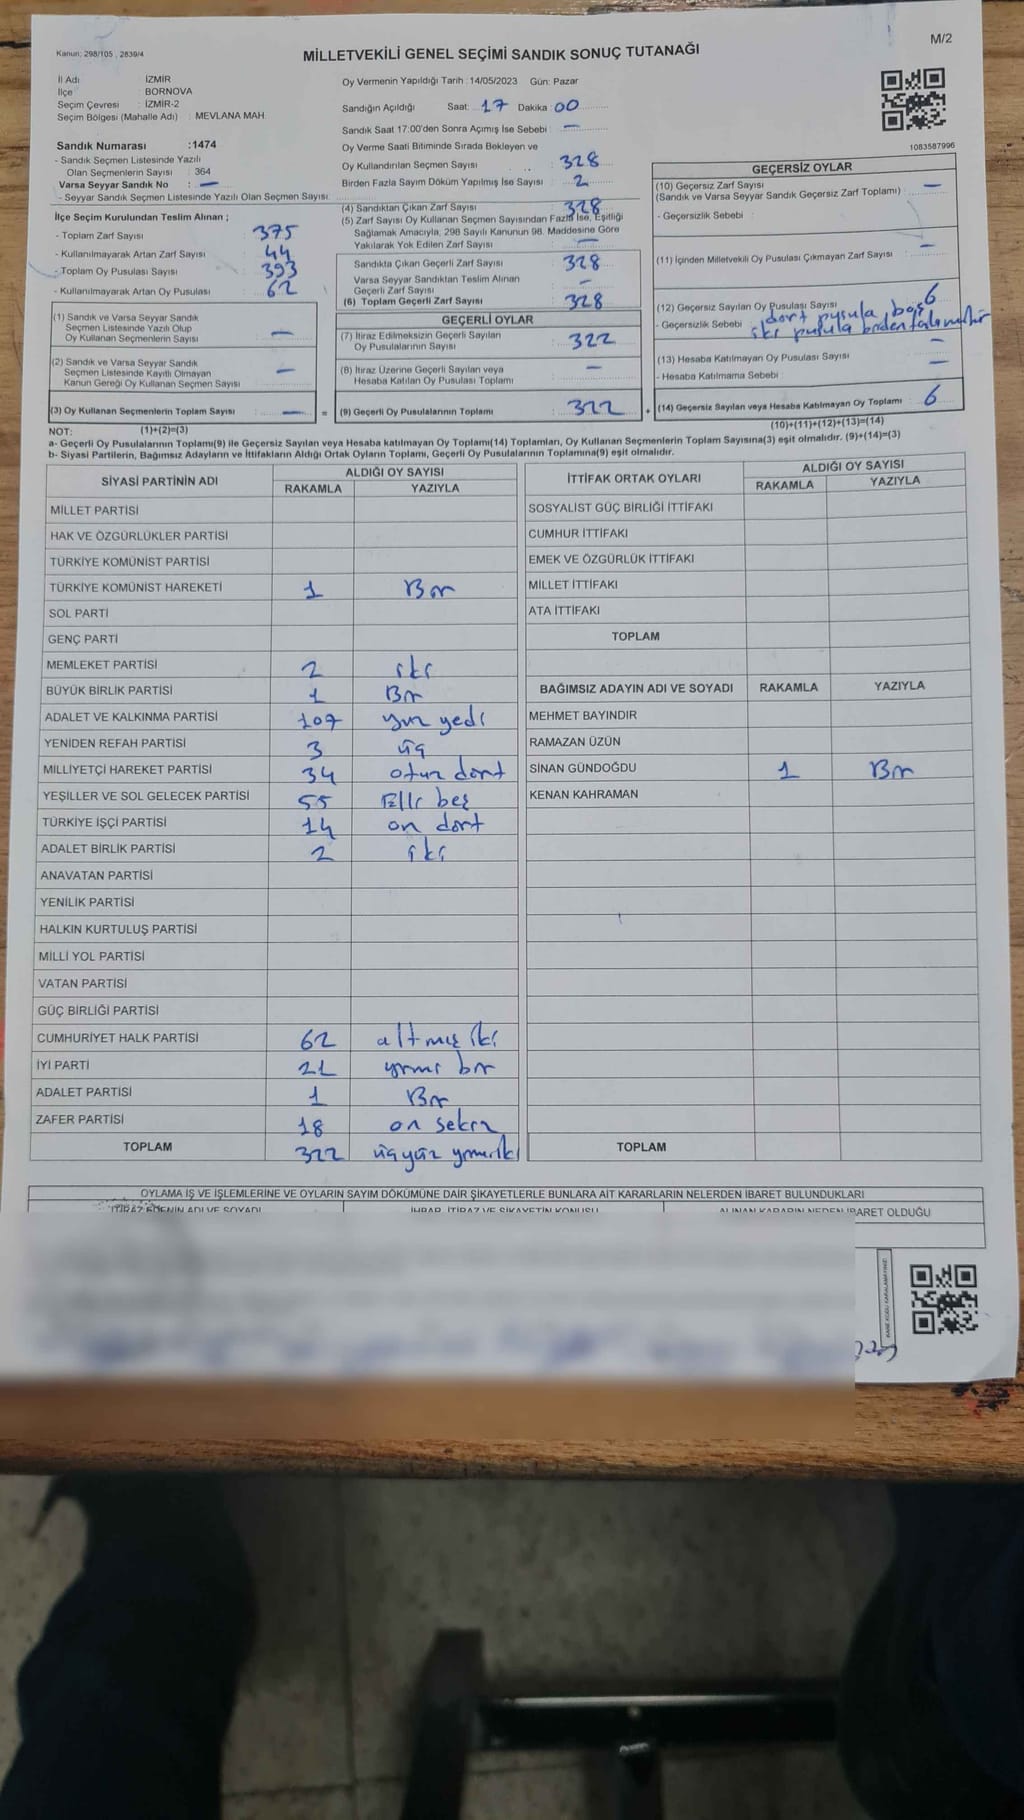 Kanun: 298/105 , 2839/4
MİLLETVEKİLİ GENEL SEÇİMİ SANDIK SONUÇ TUTANAĞI
M/2
İl Adı : İZMİR
İlçe : BORNOVA
Seçim Çevresi : İZMİR-2
Seçim Bölgesi (Mahalle Adı) : MEVLANA MAH.
Sandık Numarası :1474
- Sandık Seçmen Listesinde Yazılı
Olan Seçmenlerin Sayısı : 364
Varsa Seyyar Sandık No : —
- Seyyar Sandık Seçmen Listesinde Yazılı Olan Seçmen Sayısı:
İlçe Seçim Kurulundan Teslim Alınan ;
- Toplam Zarf Sayısı : 375
- Kullanılmayarak Artan Zarf Sayısı : 44
- Toplam Oy Pusulası Sayısı : 393
- Kullanılmayarak Artan Oy Pusulası : 62
(1) Sandık ve Varsa Seyyar Sandık
Seçmen Listesinde Yazılı Olup
Oy Kullanan Seçmenlerin Sayısı : —
(2) Sandık ve Varsa Seyyar Sandık
Seçmen Listesinde Kayıtlı Olmayan
Kanun Gereği Oy Kullanan Seçmen Sayısı : —
(3) Oy Kullanan Seçmenlerin Toplam Sayısı : —
(1)+(2)=(3)
Oy Vermenin Yapıldığı Tarih :14/05/2023 Gün: Pazar
Sandığın Açıldığı Saat: 17 Dakika: 00
Sandık Saat 17:00'den Sonra Açımış İse Sebebi : —
Oy Verme Saati Bitiminde Sırada Bekleyen ve
Oy Kullandırılan Seçmen Sayısı : 328
Birden Fazla Sayım Döküm Yapılmış İse Sayısı : 2
(4) Sandıktan Çıkan Zarf Sayısı : 328
(5) Zarf Sayısı Oy Kullanan Seçmen Sayısından Fazla İse, Eşitliği
Sağlamak Amacıyla, 298 Sayılı Kanunun 98. Maddesine Göre
Yakılarak Yok Edilen Zarf Sayısı : —
Sandıkta Çıkan Geçerli Zarf Sayısı : 328
Varsa Seyyar Sandıktan Teslim Alınan
Geçerli Zarf Sayısı : —
(6) Toplam Geçerli Zarf Sayısı : 328
GEÇERLİ OYLAR
(7) İtiraz Edilmeksizin Geçerli Sayılan
Oy Pusulalarının Sayısı : 322
(8) İtiraz Üzerine Geçerli Sayılan veya
Hesaba Katılan Oy Pusulası Toplamı : —
= (9) Geçerli Oy Pusulalarının Toplamı : 322 +
1083587996
GEÇERSİZ OYLAR
(10) Geçersiz Zarf Sayısı
(Sandık ve Varsa Seyyar Sandık Geçersiz Zarf Toplamı) : —
- Geçersizlik Sebebi :
(11) İçinden Milletvekili Oy Pusulası Çıkmayan Zarf Sayısı : —
(12) Geçersiz Sayılan Oy Pusulası Sayısı : 6
- Geçersizlik Sebebi : dört pusula boş
iki pusula birden fazla mühür
(13) Hesaba Katılmayan Oy Pusulası Sayısı : —
- Hesaba Katılmama Sebebi : —
(14) Geçersiz Sayılan veya Hesaba Katılmayan Oy Toplamı : 6
(10)+(11)+(12)+(13)=(14)
NOT:
a- Geçerli Oy Pusulalarının Toplamı(9) ile Geçersiz Sayılan veya Hesaba katılmayan Oy Toplamı(14) Toplamları, Oy Kullanan Seçmenlerin Toplam Sayısına(3) eşit olmalıdır. (9)+(14)=(3)
b- Siyasi Partilerin, Bağımsız Adayların ve İttifakların Aldığı Ortak Oyların Toplamı, Geçerli Oy Pusulalarının Toplamına(9) eşit olmalıdır.
SİYASİ PARTİNİN ADI
ALDIĞI OY SAYISI
RAKAMLA YAZIYLA
MİLLET PARTİSİ
HAK VE ÖZGÜRLÜKLER PARTİSİ
TÜRKİYE KOMÜNİST PARTİSİ
TÜRKİYE KOMÜNİST HAREKETİ 1 Bir
SOL PARTİ
GENÇ PARTİ
MEMLEKET PARTİSİ 2 iki
BÜYÜK BİRLİK PARTİSİ 1 Bir
ADALET VE KALKINMA PARTİSİ 107 yüz yedi
YENİDEN REFAH PARTİSİ 3 üç
MİLLİYETÇİ HAREKET PARTİSİ 34 otuz dört
YEŞİLLER VE SOL GELECEK PARTİSİ 55 Elli beş
TÜRKİYE İŞÇİ PARTİSİ 14 on dört
ADALET BİRLİK PARTİSİ 2 iki
ANAVATAN PARTİSİ
YENİLİK PARTİSİ
HALKIN KURTULUŞ PARTİSİ
MİLLİ YOL PARTİSİ
VATAN PARTİSİ
GÜÇ BİRLİĞİ PARTİSİ
CUMHURİYET HALK PARTİSİ 62 altmış iki
İYİ PARTİ 21 yirmi bir
ADALET PARTİSİ 1 Bir
ZAFER PARTİSİ 18 on sekiz
TOPLAM 322 üçyüz yirmiiki
İTTİFAK ORTAK OYLARI
ALDIĞI OY SAYISI
RAKAMLA YAZIYLA
SOSYALİST GÜÇ BİRLİĞİ İTTİFAKI
CUMHUR İTTİFAKI
EMEK VE ÖZGÜRLÜK İTTİFAKI
MİLLET İTTİFAKI
ATA İTTİFAKI
TOPLAM
BAĞIMSIZ ADAYIN ADI VE SOYADI RAKAMLA YAZIYLA
MEHMET BAYINDIR
RAMAZAN ÜZÜN
SİNAN GÜNDOĞDU 1 Bir
KENAN KAHRAMAN
TOPLAM
OYLAMA İŞ VE İŞLEMLERİNE VE OYLARIN SAYIM DÖKÜMÜNE DAİR ŞİKAYETLERLE BUNLARA AİT KARARLARIN NELERDEN İBARET BULUNDUKLARI
İTİRAZ EDENİN ADI VE SOYADI İHBAR, İTİRAZ VE ŞİKAYETİN KONUSU ALINAN KARARIN NEDEN İBARET OLDUĞU